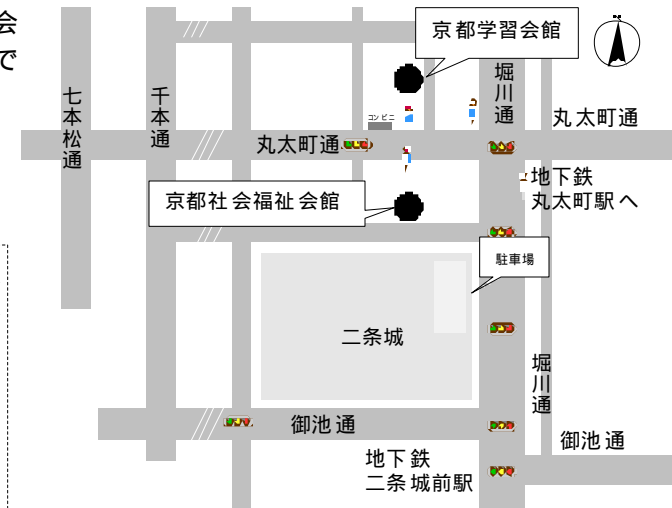 会
で
京都学習会館
七本松通
千本通
堀川通
コンビニ
丸太町通
丸太町通
地下鉄
丸太町駅へ
京都社会福祉会館
駐車場
二条城
堀川通
御池通
御池通
地下鉄
二条城前駅